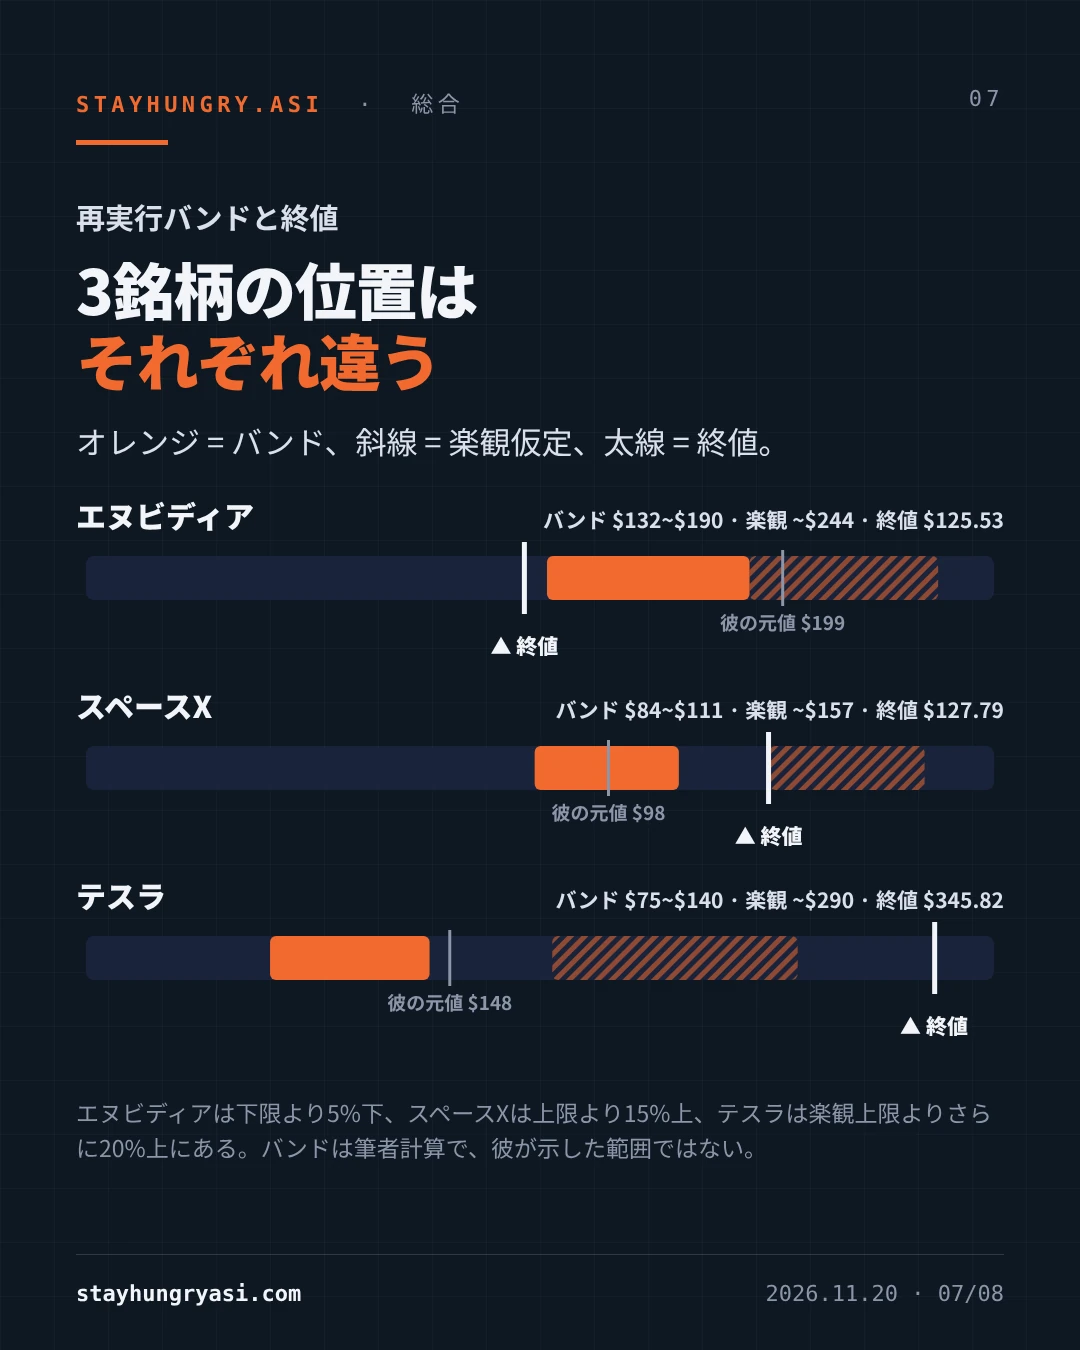 STAYHUNGRY.ASI · 総合
07
再実行バンドと終値
3銘柄の位置は
それぞれ違う
オレンジ = バンド、斜線 = 楽観仮定、太線 = 終値。
エヌビディア
バンド $132~$190 · 楽観 ~$244 · 終値 $125.53
彼の元値 $199
▲ 終値
スペースX
バンド $84~$111 · 楽観 ~$157 · 終値 $127.79
彼の元値 $98
▲ 終値
テスラ
バンド $75~$140 · 楽観 ~$290 · 終値 $345.82
彼の元値 $148
▲ 終値
エヌビディアは下限より5%下、スペースXは上限より15%上、テスラは楽観上限よりさら
に20%上にある。バンドは筆者計算で、彼が示した範囲ではない。
stayhungryasi.com
2026.11.20 · 07/08